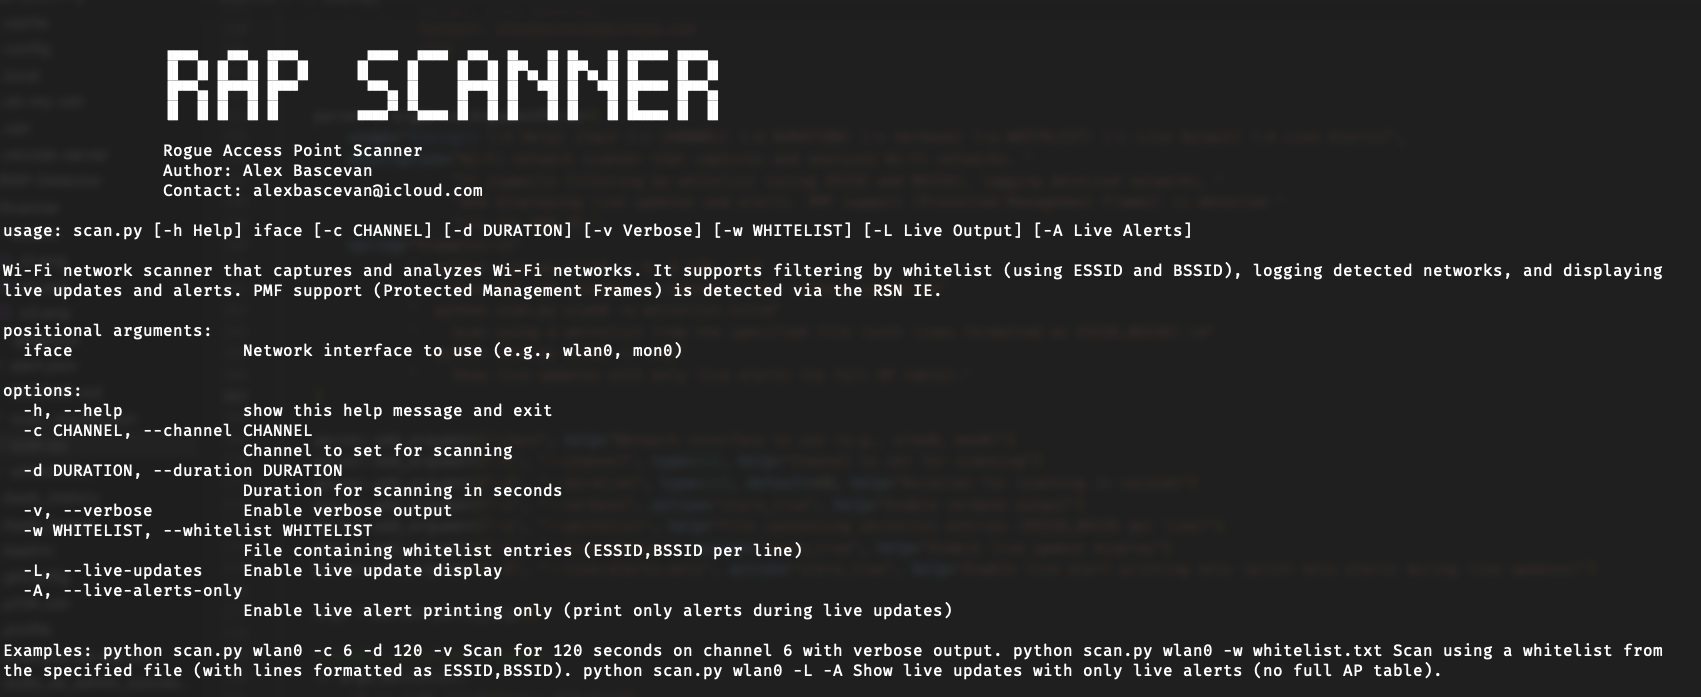 RAP SCANNER
Rogue Access Point Scanner
Author: Alex Bascevan
Contact: alexbascevan@icloud.com
usage: scan.py [-h Help] iface [-c CHANNEL] [-d DURATION] [-v Verbose] [-w WHITELIST] [-L Live Output] [-A Live Alerts]
Wi-Fi network scanner that captures and analyzes Wi-Fi networks. It supports filtering by whitelist (using ESSID and BSSID), logging detected networks, and displaying
live updates and alerts. PMF support (Protected Management Frames) is detected via the RSN IE.
positional arguments:
iface Network interface to use (e.g., wlan0, mon0)
options:
-h, --help show this help message and exit
-c CHANNEL, --channel CHANNEL
Channel to set for scanning
-d DURATION, --duration DURATION
Duration for scanning in seconds
-v, --verbose Enable verbose output
-w WHITELIST, --whitelist WHITELIST
File containing whitelist entries (ESSID,BSSID per line)
-L, --live-updates Enable live update display
-A, --live-alerts-only
Enable live alert printing only (print only alerts during live updates)
Examples: python scan.py wlan0 -c 6 -d 120 -v Scan for 120 seconds on channel 6 with verbose output. python scan.py wlan0 -w whitelist.txt Scan using a whitelist from
the specified file (with lines formatted as ESSID,BSSID). python scan.py wlan0 -L -A Show live updates with only live alerts (no full AP table).